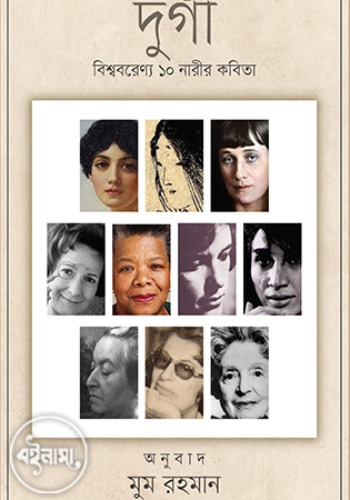 দুর্গা
বিশ্ববরেণ্য ১০ নারীর কবিতা
বইনামা
অনুবাদ
মুম রহমান